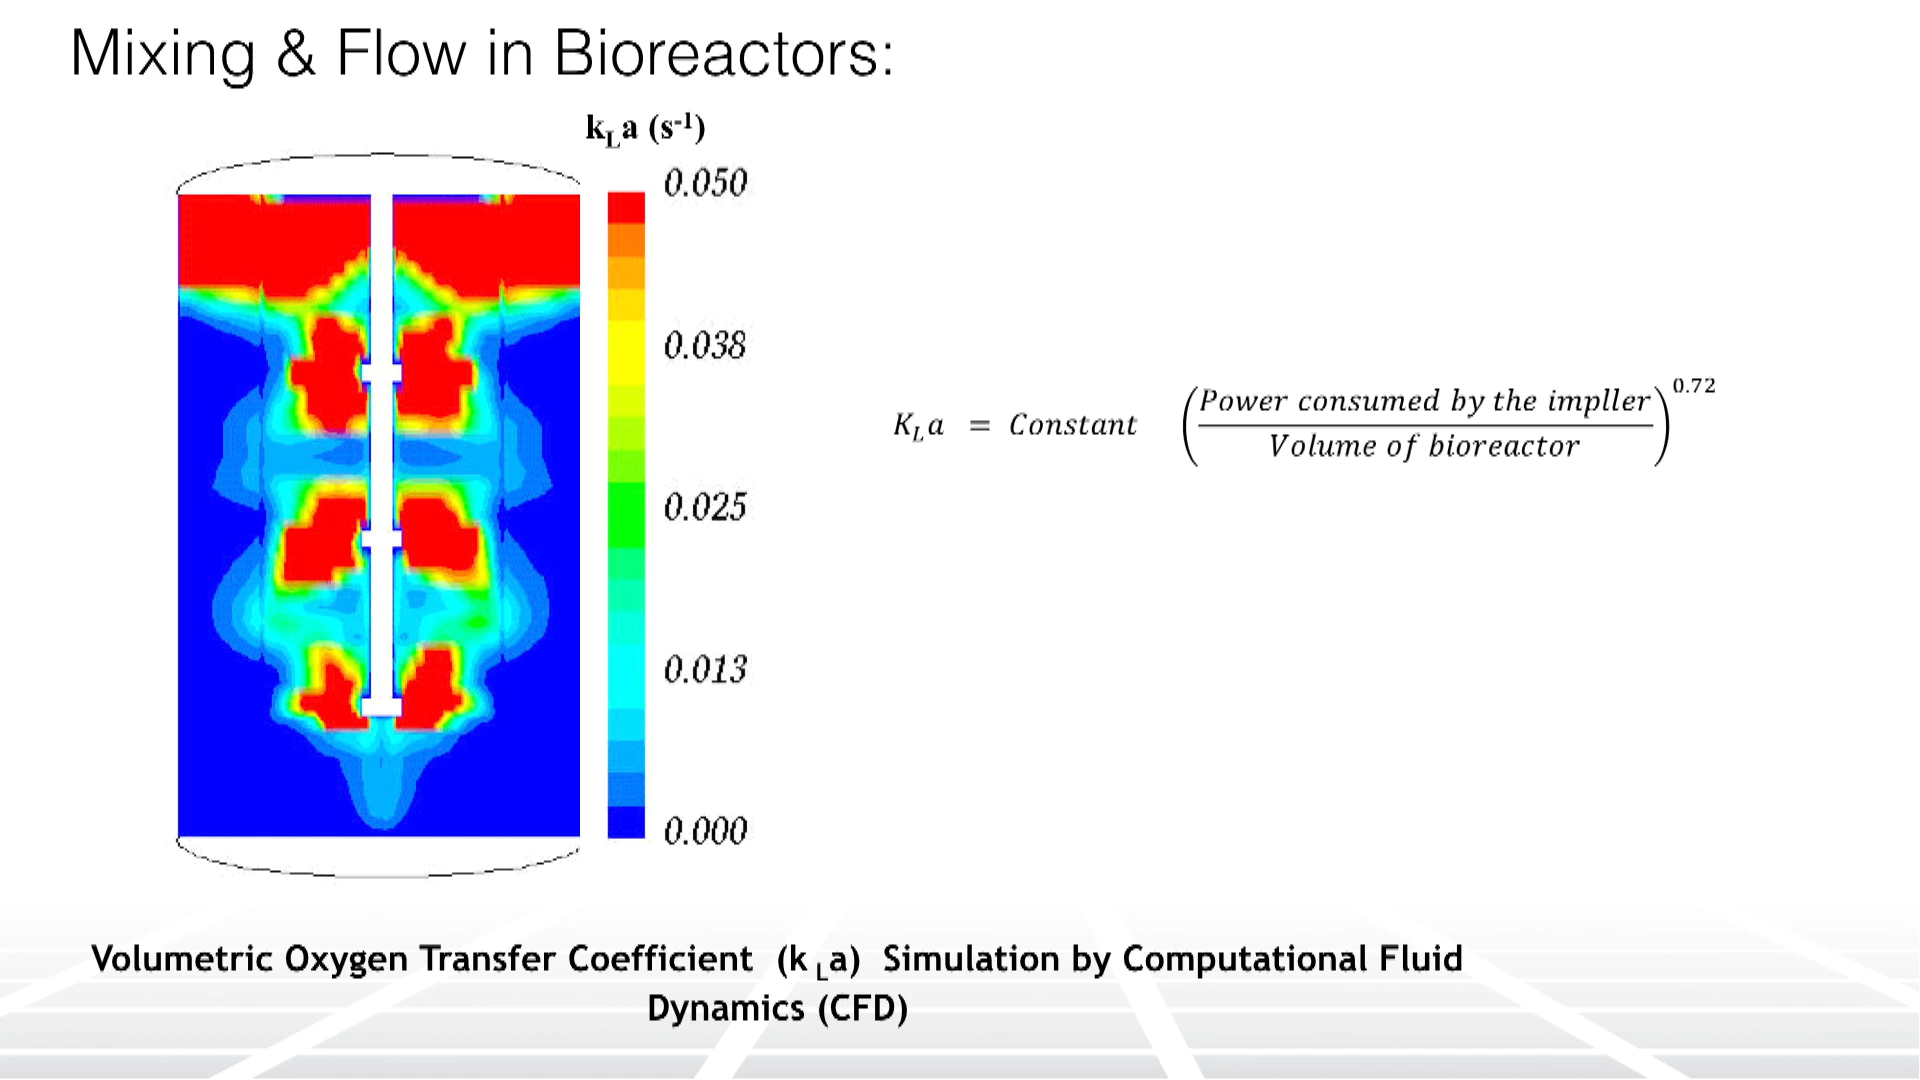 Mixing & Flow in Bioreactors:
kLa (s-1)
0.050
0.038
0.025
0.013
0.000
KLa = Constant (Power consumed by the impller / Volume of bioreactor)^0.72
Volumetric Oxygen Transfer Coefficient (k La) Simulation by Computational Fluid
Dynamics (CFD)